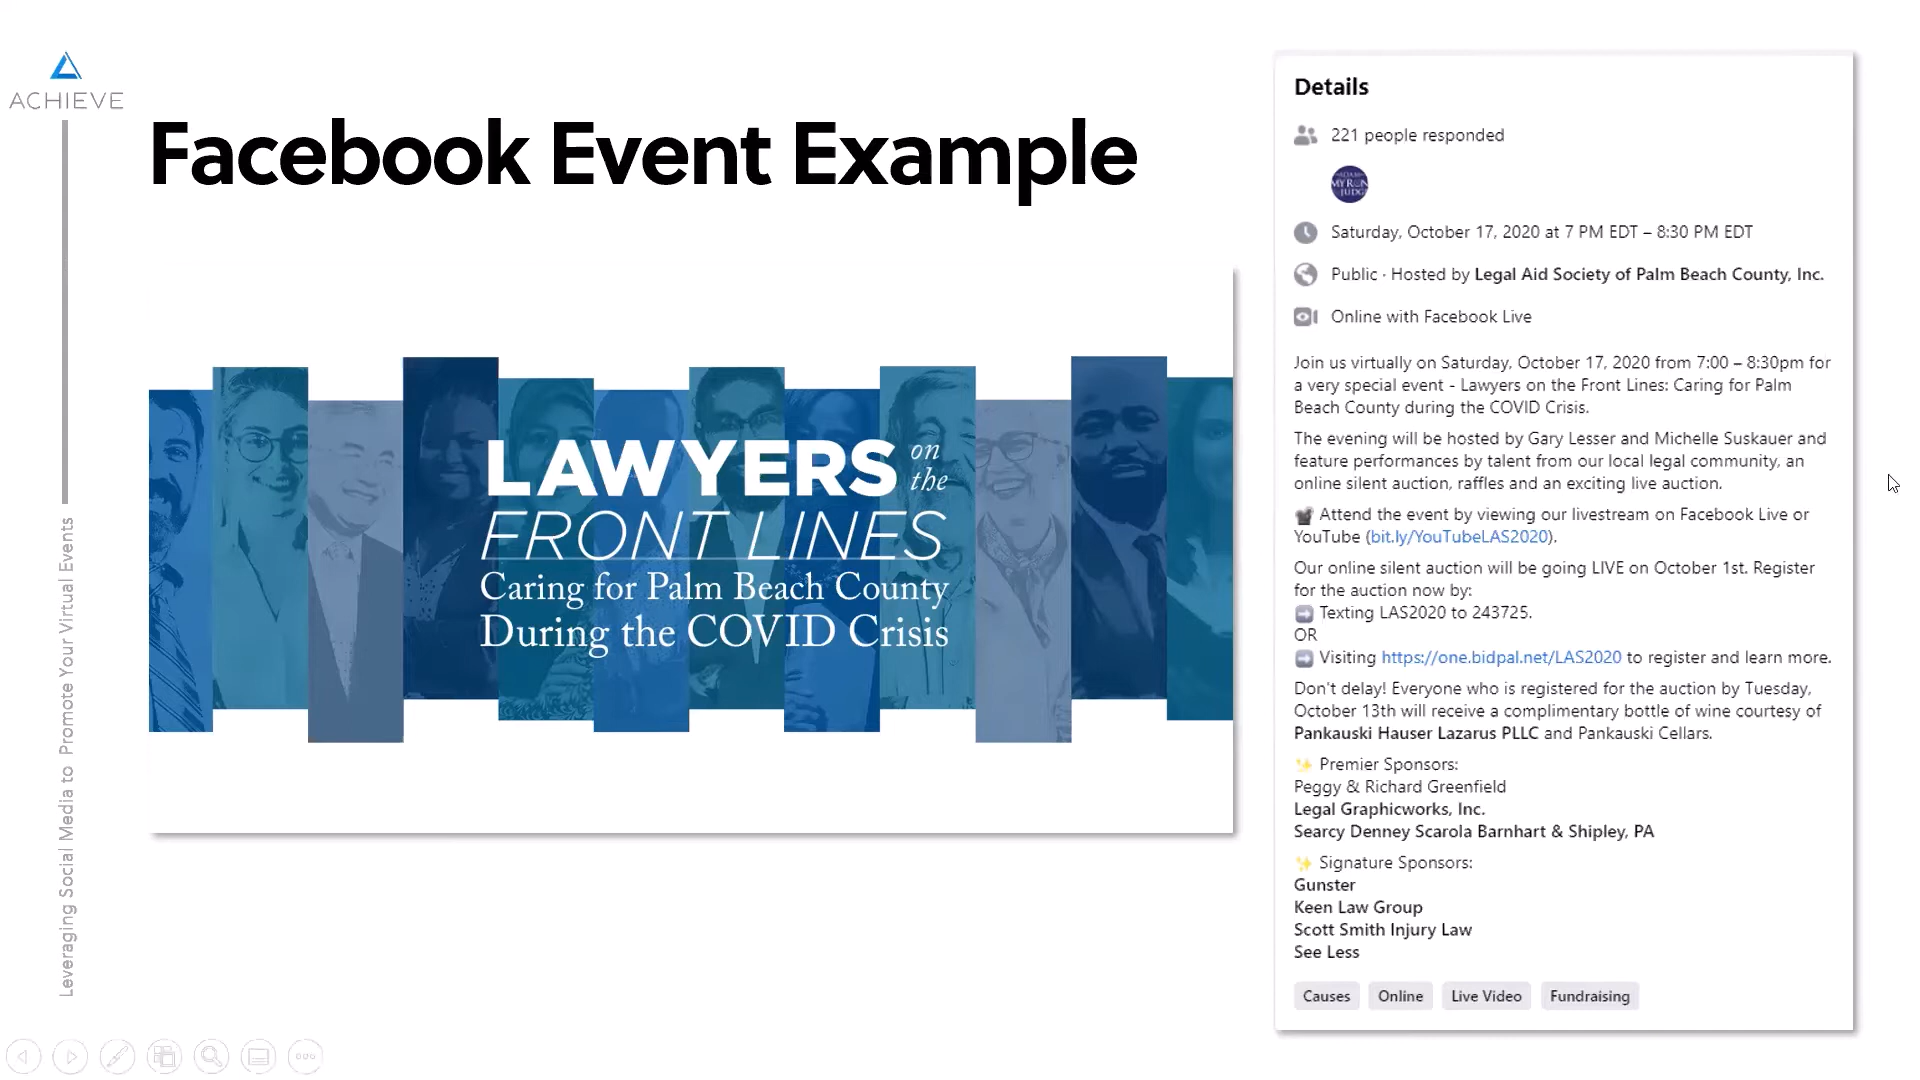 ACHIEVE
Leveraging Social Media to Promote Your Virtual Events
Facebook Event Example
LAWYERS on the
FRONT LINES
Caring for Palm Beach County
During the COVID Crisis
Details
221 people responded
MY RUN
JUDG
Saturday, October 17, 2020 at 7 PM EDT – 8:30 PM EDT
Public · Hosted by Legal Aid Society of Palm Beach County, Inc.
Online with Facebook Live
Join us virtually on Saturday, October 17, 2020 from 7:00 – 8:30pm for
a very special event - Lawyers on the Front Lines: Caring for Palm
Beach County during the COVID Crisis.
The evening will be hosted by Gary Lesser and Michelle Suskauer and
feature performances by talent from our local legal community, an
online silent auction, raffles and an exciting live auction.
Attend the event by viewing our livestream on Facebook Live or
YouTube (bit.ly/YouTubeLAS2020).
Our online silent auction will be going LIVE on October 1st. Register
for the auction now by:
➡ Texting LAS2020 to 243725.
OR
➡ Visiting https://one.bidpal.net/LAS2020 to register and learn more.
Don't delay! Everyone who is registered for the auction by Tuesday,
October 13th will receive a complimentary bottle of wine courtesy of
Pankauski Hauser Lazarus PLLC and Pankauski Cellars.
✨ Premier Sponsors:
Peggy & Richard Greenfield
Legal Graphicworks, Inc.
Searcy Denney Scarola Barnhart & Shipley, PA
✨ Signature Sponsors:
Gunster
Keen Law Group
Scott Smith Injury Law
See Less
Causes Online Live Video Fundraising